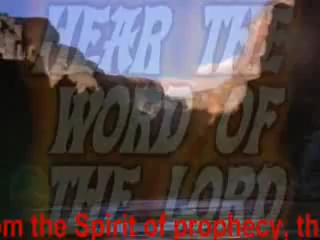 HEAR THE
WORD OF
THE LORD
om the Spirit of prophecy, th